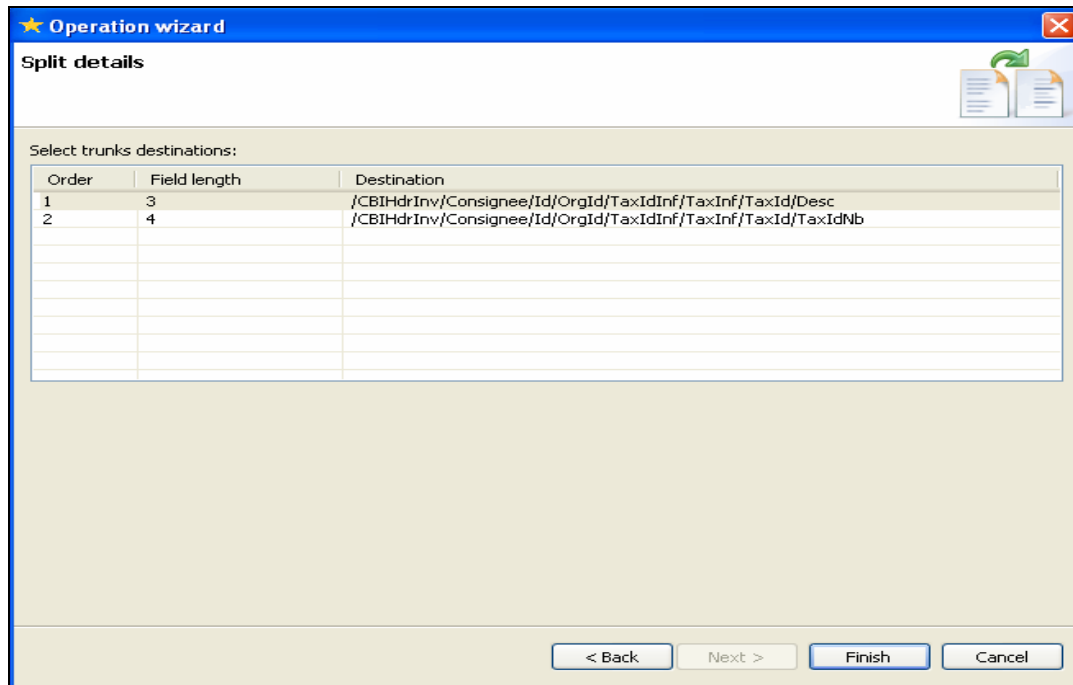 Operation wizard
Split details
Select trunks destinations:
Order Field length Destination
1 3 /CBIHdrInv/Consignee/Id/OrgId/TaxIdInf/TaxInf/TaxId/Desc
2 4 /CBIHdrInv/Consignee/Id/OrgId/TaxIdInf/TaxInf/TaxId/TaxIdNb
< Back Next > Finish Cancel